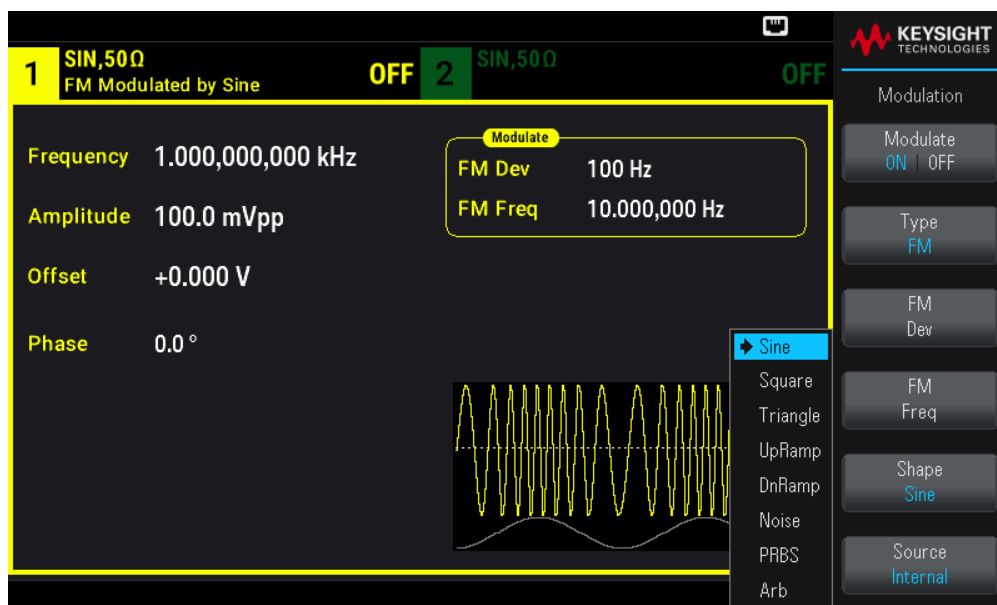 KEYSIGHT
TECHNOLOGIES
1 SIN,50Ω OFF
FM Modulated by Sine
2 SIN,50Ω OFF
Modulation
Frequency 1.000,000,000 kHz
Amplitude 100.0 mVpp
Offset +0.000 V
Phase 0.0 °
Modulate
FM Dev 100 Hz
FM Freq 10.000,000 Hz
Sine
Square
Triangle
UpRamp
DnRamp
Noise
PRBS
Arb
Modulate
ON | OFF
Type
FM
FM
Dev
FM
Freq
Shape
Sine
Source
Internal